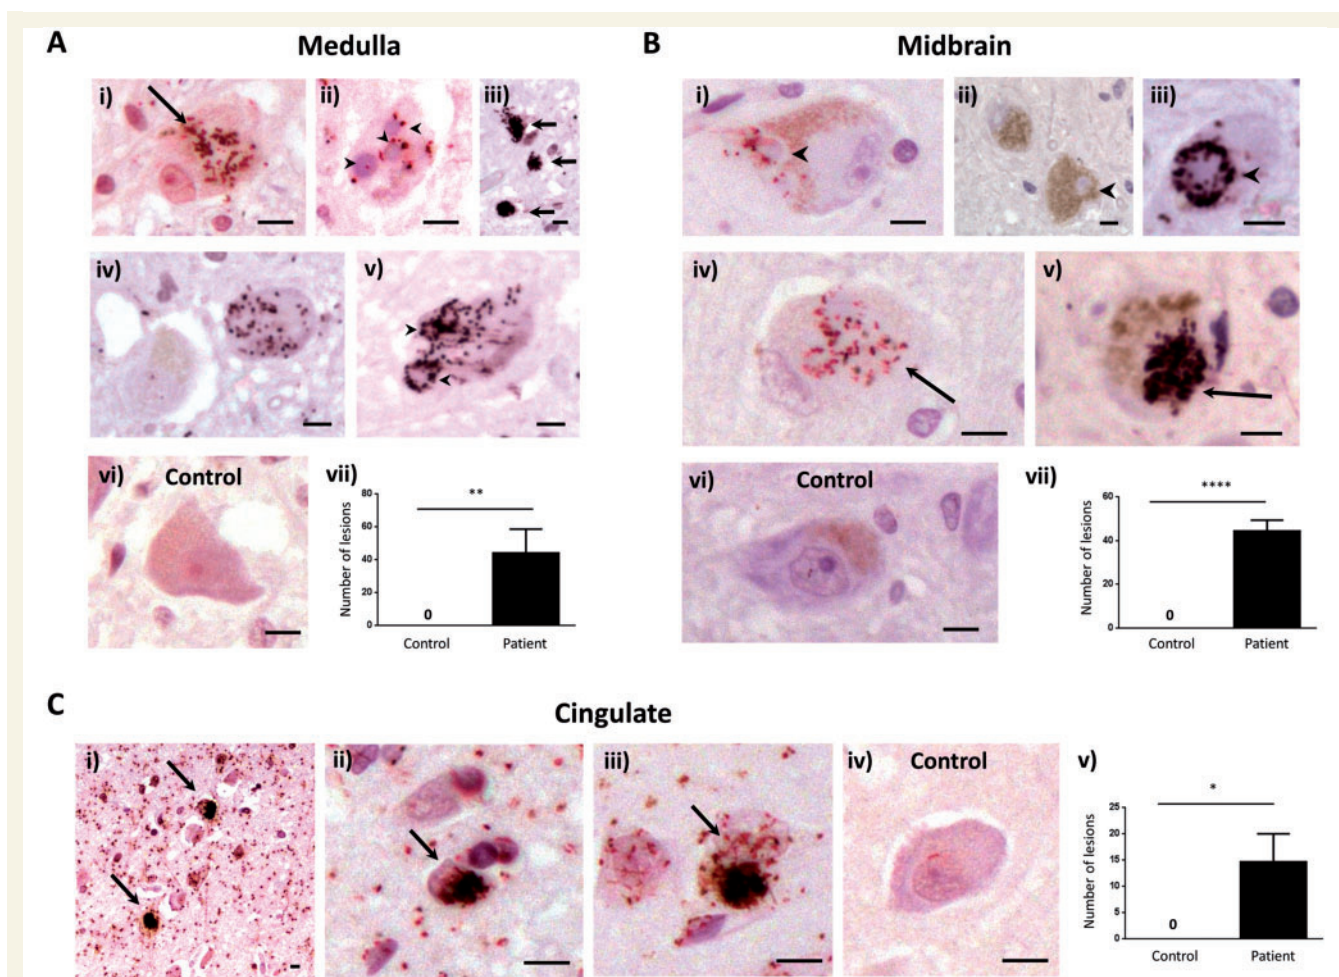 A
Medulla
i)
ii)
iii)
iv)
v)
vi)
Control
vii)
**
Number of lesions
80
60
40
20
0
0
Control
Patient
B
Midbrain
i)
ii)
iii)
iv)
v)
vi)
Control
vii)
****
Number of lesions
60
40
20
0
0
Control
Patient
C
Cingulate
i)
ii)
iii)
iv)
Control
v)
*
Number of lesions
25
20
15
10
5
0
0
Control
Patient